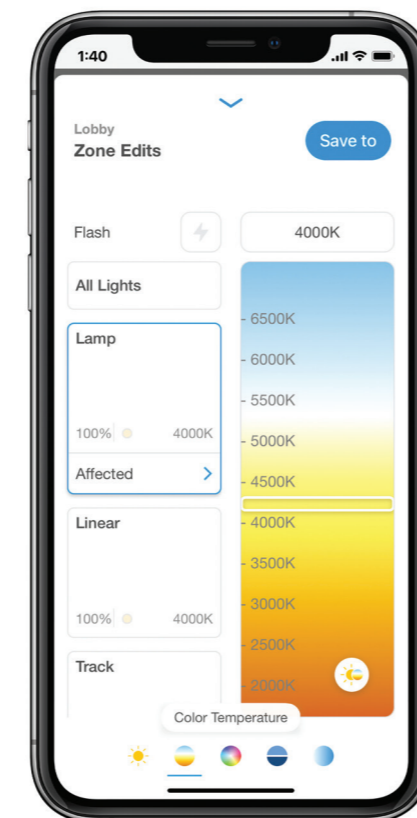 1:40
Lobby
Zone Edits
Save to
Flash
4000K
All Lights
Lamp
100%
4000K
Affected
Linear
100%
4000K
Track
- 6500K
- 6000K
- 5500K
- 5000K
- 4500K
- 4000K
- 3500K
- 3000K
- 2500K
- 2000K
Color Temperature